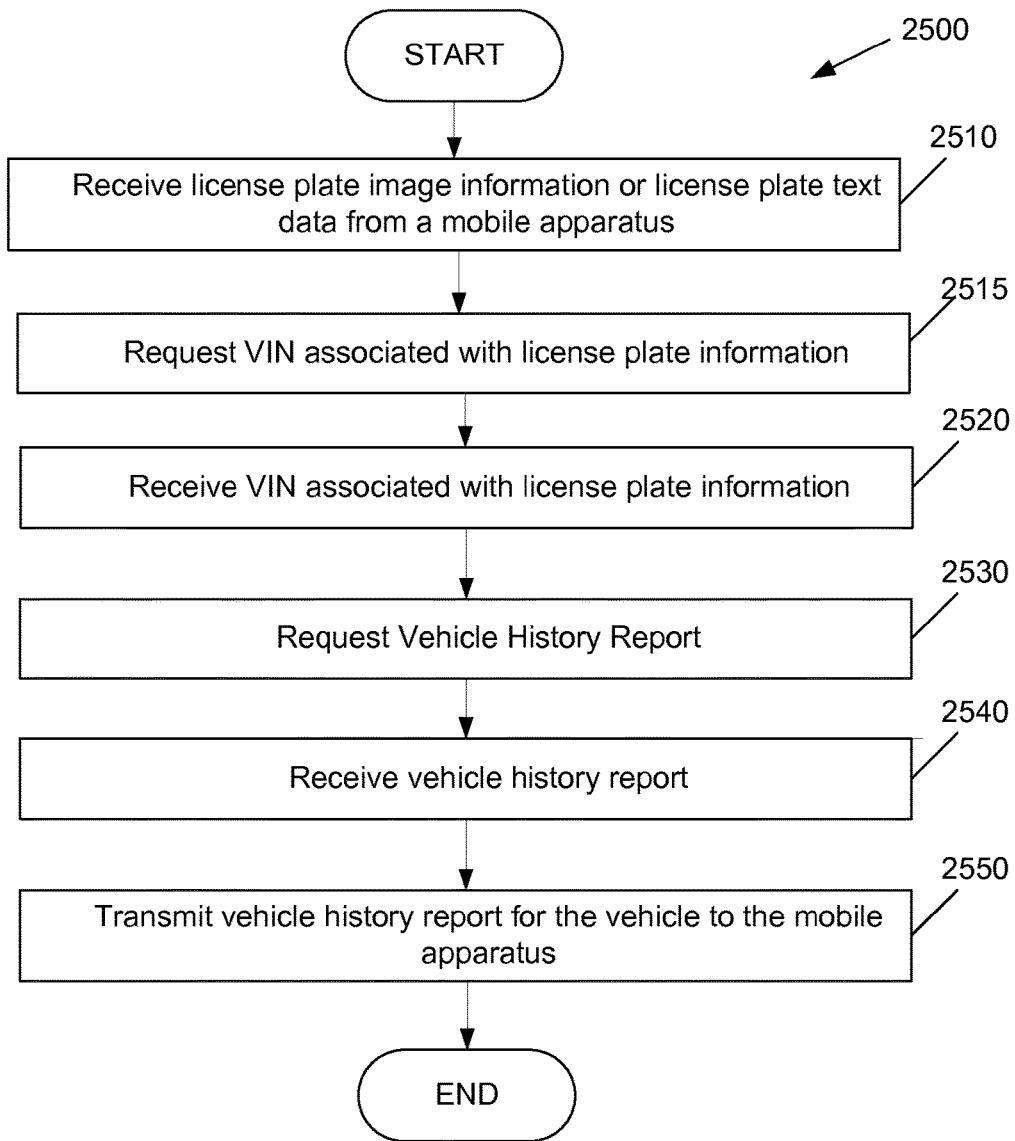 START
2500
2510
Receive license plate image information or license plate text
data from a mobile apparatus
2515
Request VIN associated with license plate information
2520
Receive VIN associated with license plate information
2530
Request Vehicle History Report
2540
Receive vehicle history report
2550
Transmit vehicle history report for the vehicle to the mobile
apparatus
END